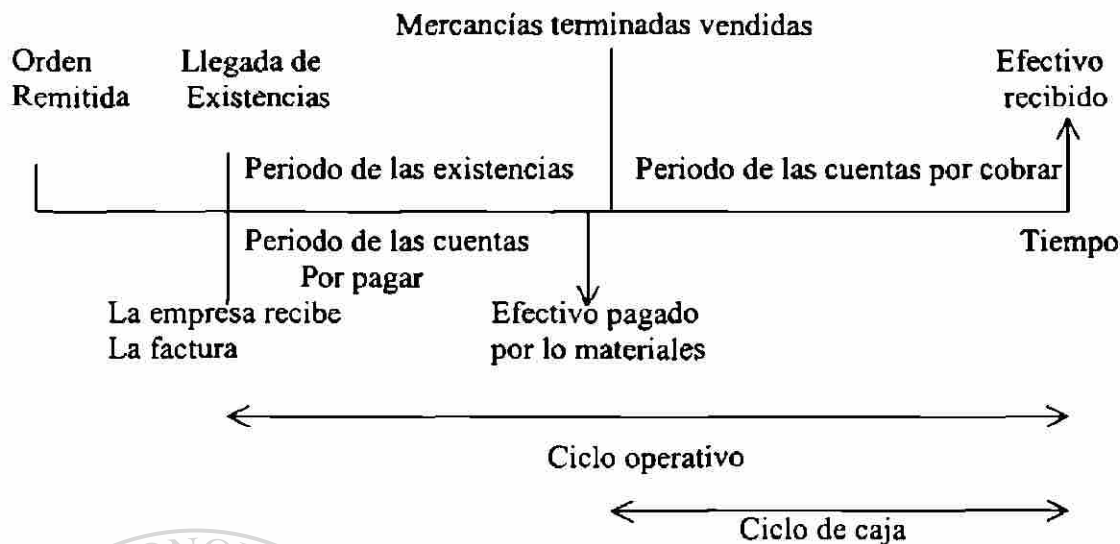 Mercancías terminadas vendidas
Orden
Remitida
Llegada de
Existencias
Efectivo
recibido
Periodo de las existencias
Periodo de las cuentas por cobrar
Periodo de las cuentas
Por pagar
Tiempo
La empresa recibe
La factura
Efectivo pagado
por lo materiales
Ciclo operativo
Ciclo de caja